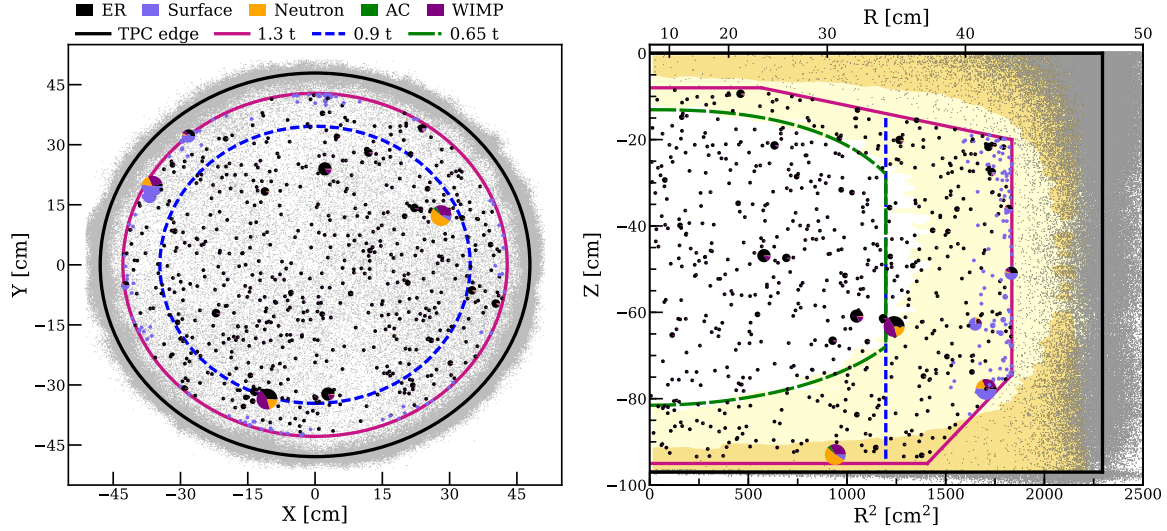 ER Surface Neutron AC WIMP
TPC edge 1.3 t 0.9 t 0.65 t
45
30
15
0
−15
−30
−45
Y [cm]
−45 −30 −15 0 15 30 45
X [cm]
R [cm]
10 20 30 40 50
0
−20
−40
−60
−80
−100
Z [cm]
0 500 1000 1500 2000 2500
R² [cm²]